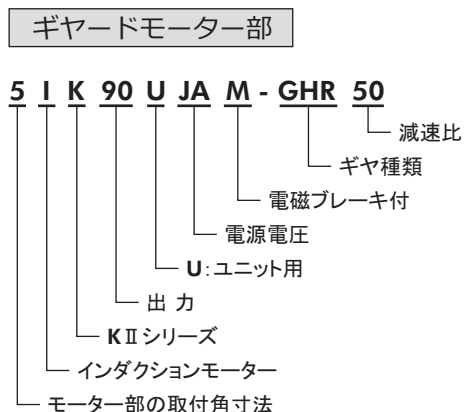 ギヤードモーター部
5 I K 90 U JA M - GHR 50
減速比
ギヤ種類
電磁ブレーキ付
電源電圧
U:ユニット用
出 力
KⅡシリーズ
インダクションモーター
モーター部の取付角寸法